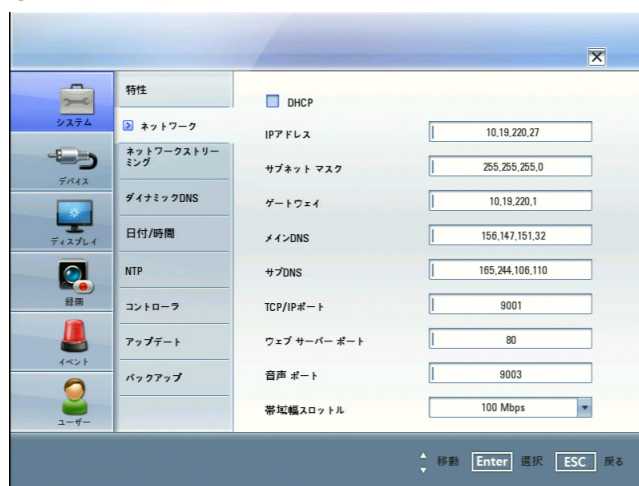 システム
デバイス
ディスプレイ
録画
イベント
ユーザー
特性
ネットワーク
ネットワークストリー
ミング
ダイナミックDNS
日付/時間
NTP
コントローラ
アップデート
バックアップ
DHCP
IPアドレス 10,19,220,27
サブネット マスク 255,255,255,0
ゲートウェイ 10,19,220,1
メインDNS 156,147,151,32
サブDNS 165,244,106,110
TCP/IPポート 9001
ウェブ サーバー ポート 80
音声 ポート 9003
帯域幅スロットル 100 Mbps
移動 Enter 選択 ESC 戻る